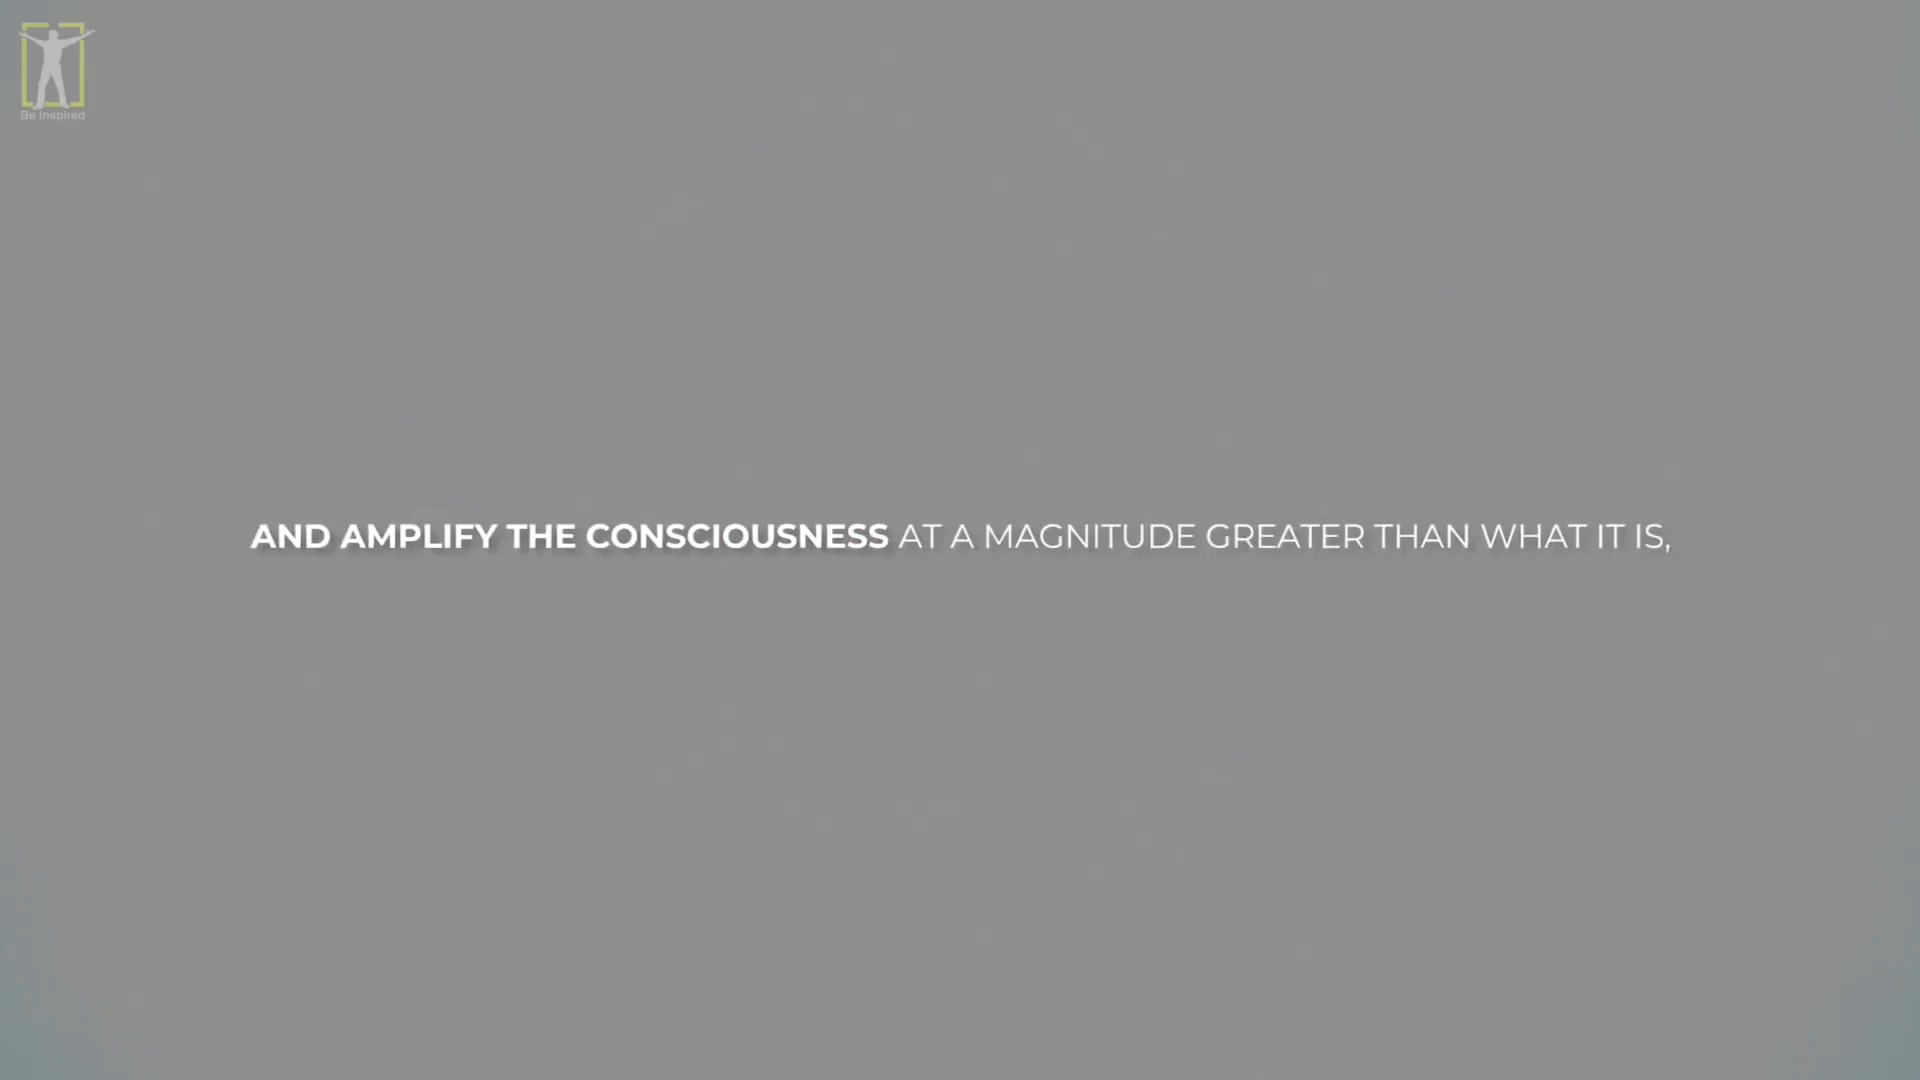 Be Inspired
AND AMPLIFY THE CONSCIOUSNESS AT A MAGNITUDE GREATER THAN WHAT IT IS,